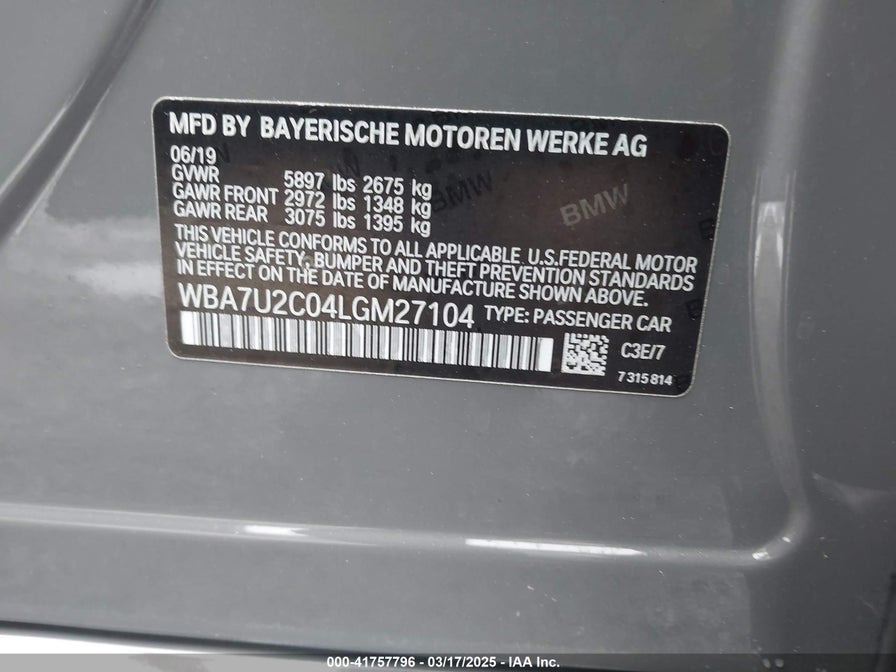 MFD BY BAYERISCHE MOTOREN WERKE AG
06/19
GVWR 5897 lbs 2675 kg
GAWR FRONT 2972 lbs 1348 kg
GAWR REAR 3075 lbs 1395 kg
BMW
BMW
THIS VEHICLE CONFORMS TO ALL APPLICABLE U.S.FEDERAL MOTOR
VEHICLE SAFETY, BUMPER AND THEFT PREVENTION STANDARDS
IN EFFECT ON THE DATE OF MANUFACTURE SHOWN ABOVE.
WBA7U2C04LGM27104 TYPE: PASSENGER CAR
C3E/7
7315814
000-41757796 - 03/17/2025 - IAA Inc.